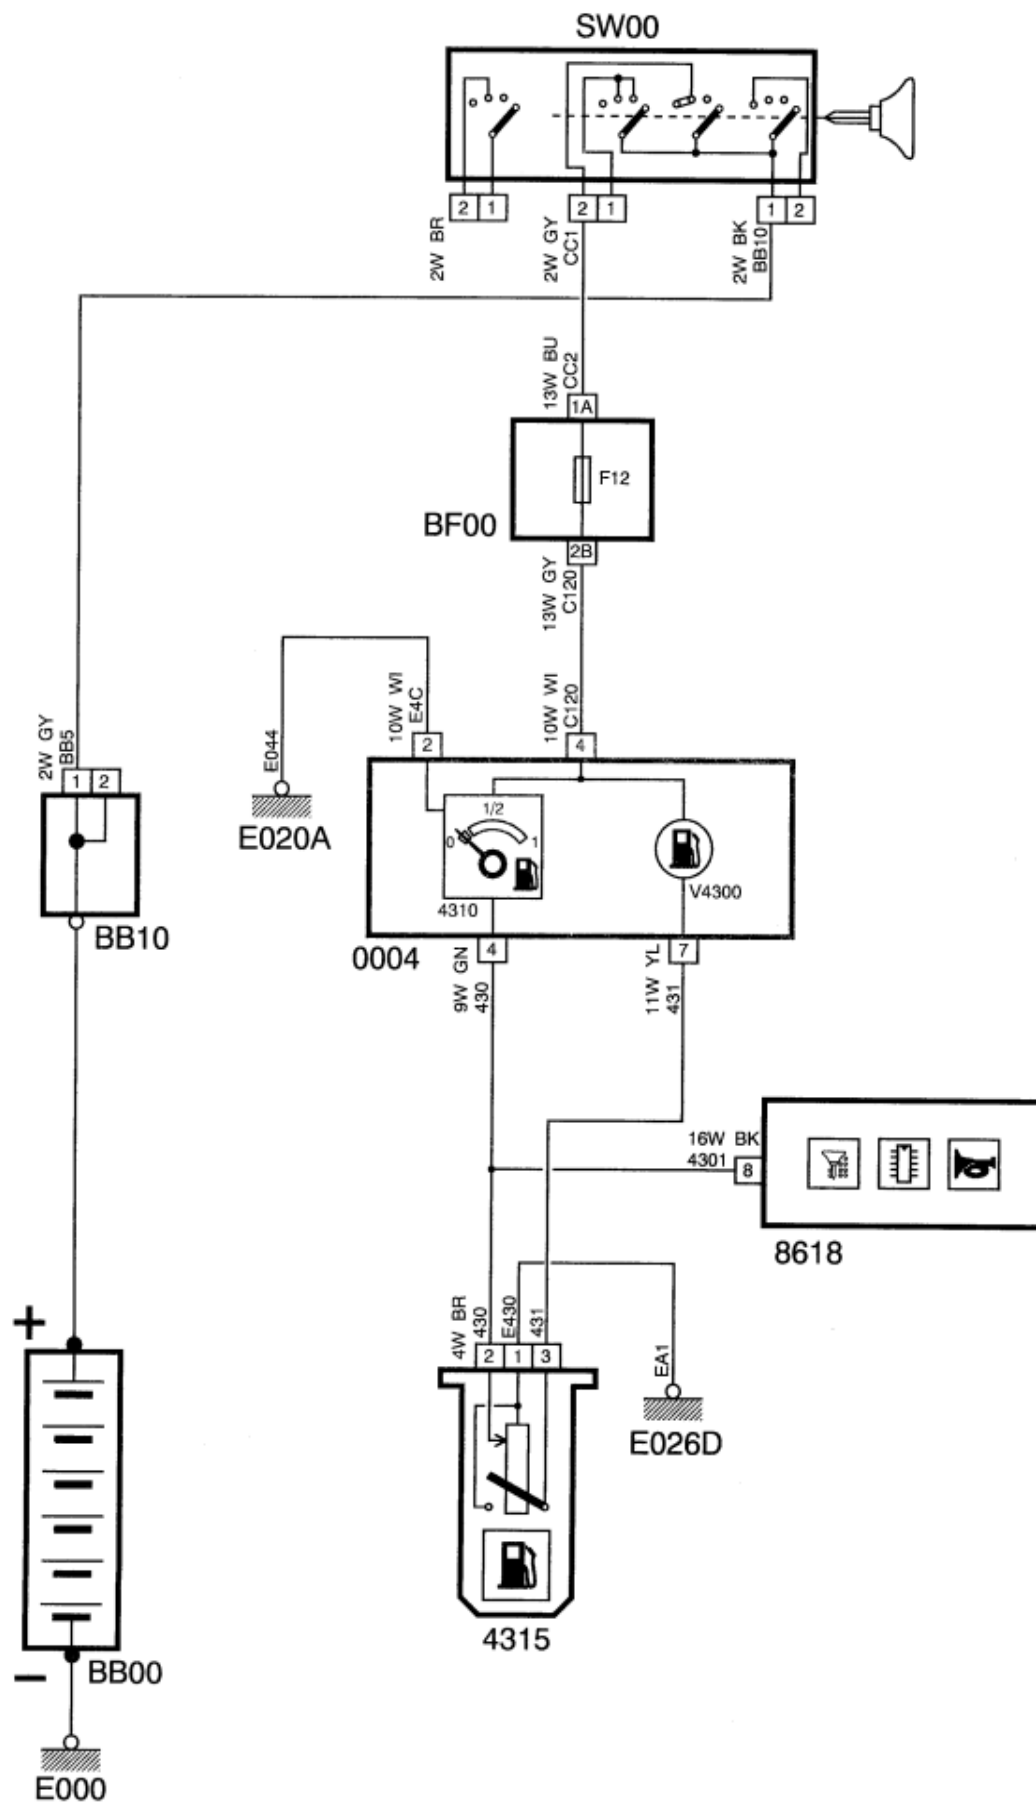 SW00
2 1
2 1
1 2
2W BR
2W GY
CC1
2W BK
BB10
13W BU
CC2
1A
F12
BF00
2B
13W GY
C120
10W WI
E4C
10W WI
C120
E044
2
4
E020A
2W GY
BB5
1 2
BB10
1/2
0
1
4310
V4300
0004
4
7
9W GN
430
11W YL
431
16W BK
4301
8
8618
4W BR
430
E430
431
2 1 3
EA1
E026D
4315
+
BB00
−
E000